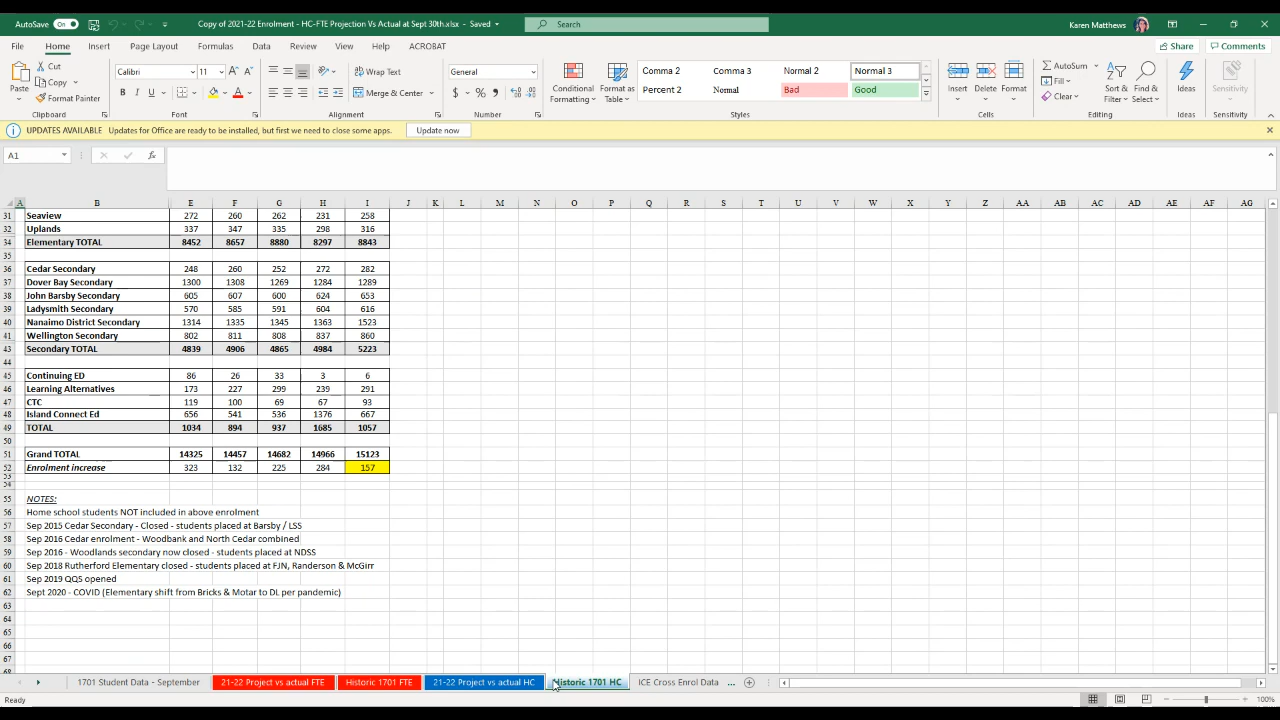 AutoSave On Copy of 2021-22 Enrolment - HC-FTE Projection Vs Actual at Sept 30th.xlsx - Saved Search Karen Matthews
File Home Insert Page Layout Formulas Data Review View Help ACROBAT Share Comments
Paste Cut Copy Format Painter Calibri 11 Wrap Text Merge & Center General Conditional Formatting Format as Table Comma 2 Comma 3 Normal 2 Normal 3 Percent 2 Normal Bad Good Insert Delete Format AutoSum Fill Clear Sort & Filter Find & Select Ideas Sensitivity
Clipboard Font Alignment Number Styles Cells Editing Ideas Sensitivity
UPDATES AVAILABLE Updates for Office are ready to be installed, but first we need to close some apps. Update now
A1 fx
A B E F G H I J K L M N O P Q R S T U V W X Y Z AA AB AC AD AE AF AG
31 Seaview 272 260 262 231 258
32 Uplands 337 347 335 298 316
34 Elementary TOTAL 8452 8657 8880 8297 8843
35
36 Cedar Secondary 248 260 252 272 282
37 Dover Bay Secondary 1300 1308 1269 1284 1289
38 John Barsby Secondary 605 607 600 624 653
39 Ladysmith Secondary 570 585 591 604 616
40 Nanaimo District Secondary 1314 1335 1345 1363 1523
41 Wellington Secondary 802 811 808 837 860
43 Secondary TOTAL 4839 4906 4865 4984 5223
44
45 Continuing ED 86 26 33 3 6
46 Learning Alternatives 173 227 299 239 291
47 CTC 119 100 69 67 93
48 Island Connect Ed 656 541 536 1376 667
49 TOTAL 1034 894 937 1685 1057
50
51 Grand TOTAL 14325 14457 14682 14966 15123
52 Enrolment increase 323 132 225 284 157
53
54
55 NOTES:
56 Home school students NOT included in above enrolment
57 Sep 2015 Cedar Secondary - Closed - students placed at Barsby / LSS
58 Sep 2016 Cedar enrolment - Woodbank and North Cedar combined
59 Sep 2016 - Woodlands secondary now closed - students placed at NDSS
60 Sep 2018 Rutherford Elementary closed - students placed at FJN, Randerson & McGirr
61 Sep 2019 QQS opened
62 Sept 2020 - COVID (Elementary shift from Bricks & Motar to DL per pandemic)
63
64
65
66
67
68
1701 Student Data - September 21-22 Project vs actual FTE Historic 1701 FTE 21-22 Project vs actual HC Historic 1701 HC ICE Cross Enrol Data ...
Ready 100%